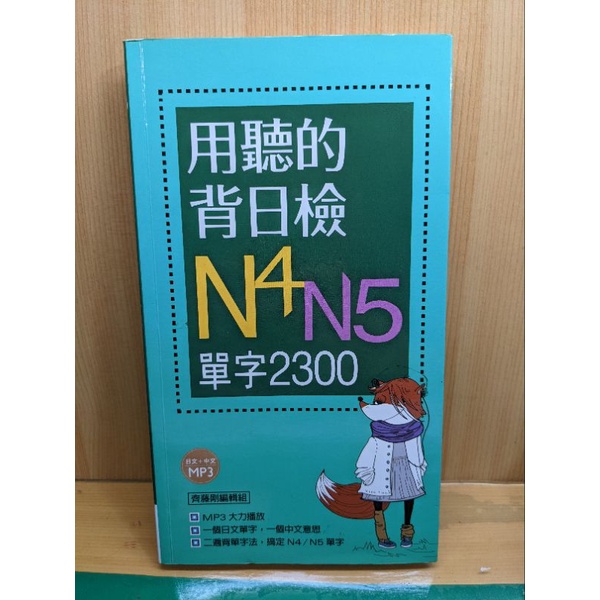 用聽的
背日檢
N4N5
單字2300
日文+中文
MP3
齊藤剛編輯組
MP3 大力播放
一個日文單字，一個中文意思
二週背單字法，搞定 N4 / N5 單字